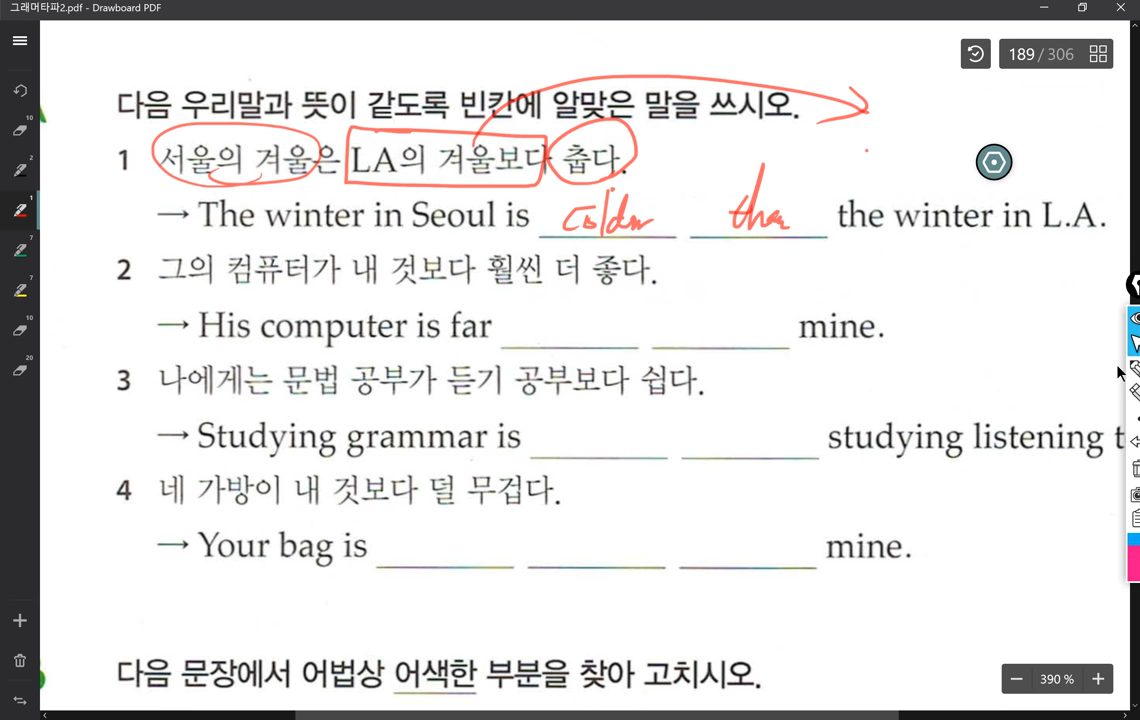 그래머타파2.pdf - Drawboard PDF
189 / 306
다음 우리말과 뜻이 같도록 빈칸에 알맞은 말을 쓰시오.
1 서울의 겨울은 LA의 겨울보다 춥다.
→ The winter in Seoul is colder than the winter in L.A.
2 그의 컴퓨터가 내 것보다 훨씬 더 좋다.
→ His computer is far mine.
3 나에게는 문법 공부가 듣기 공부보다 쉽다.
→ Studying grammar is studying listening t
4 네 가방이 내 것보다 덜 무겁다.
→ Your bag is mine.
다음 문장에서 어법상 어색한 부분을 찾아 고치시오.
10
2
1
7
7
10
20
390 %